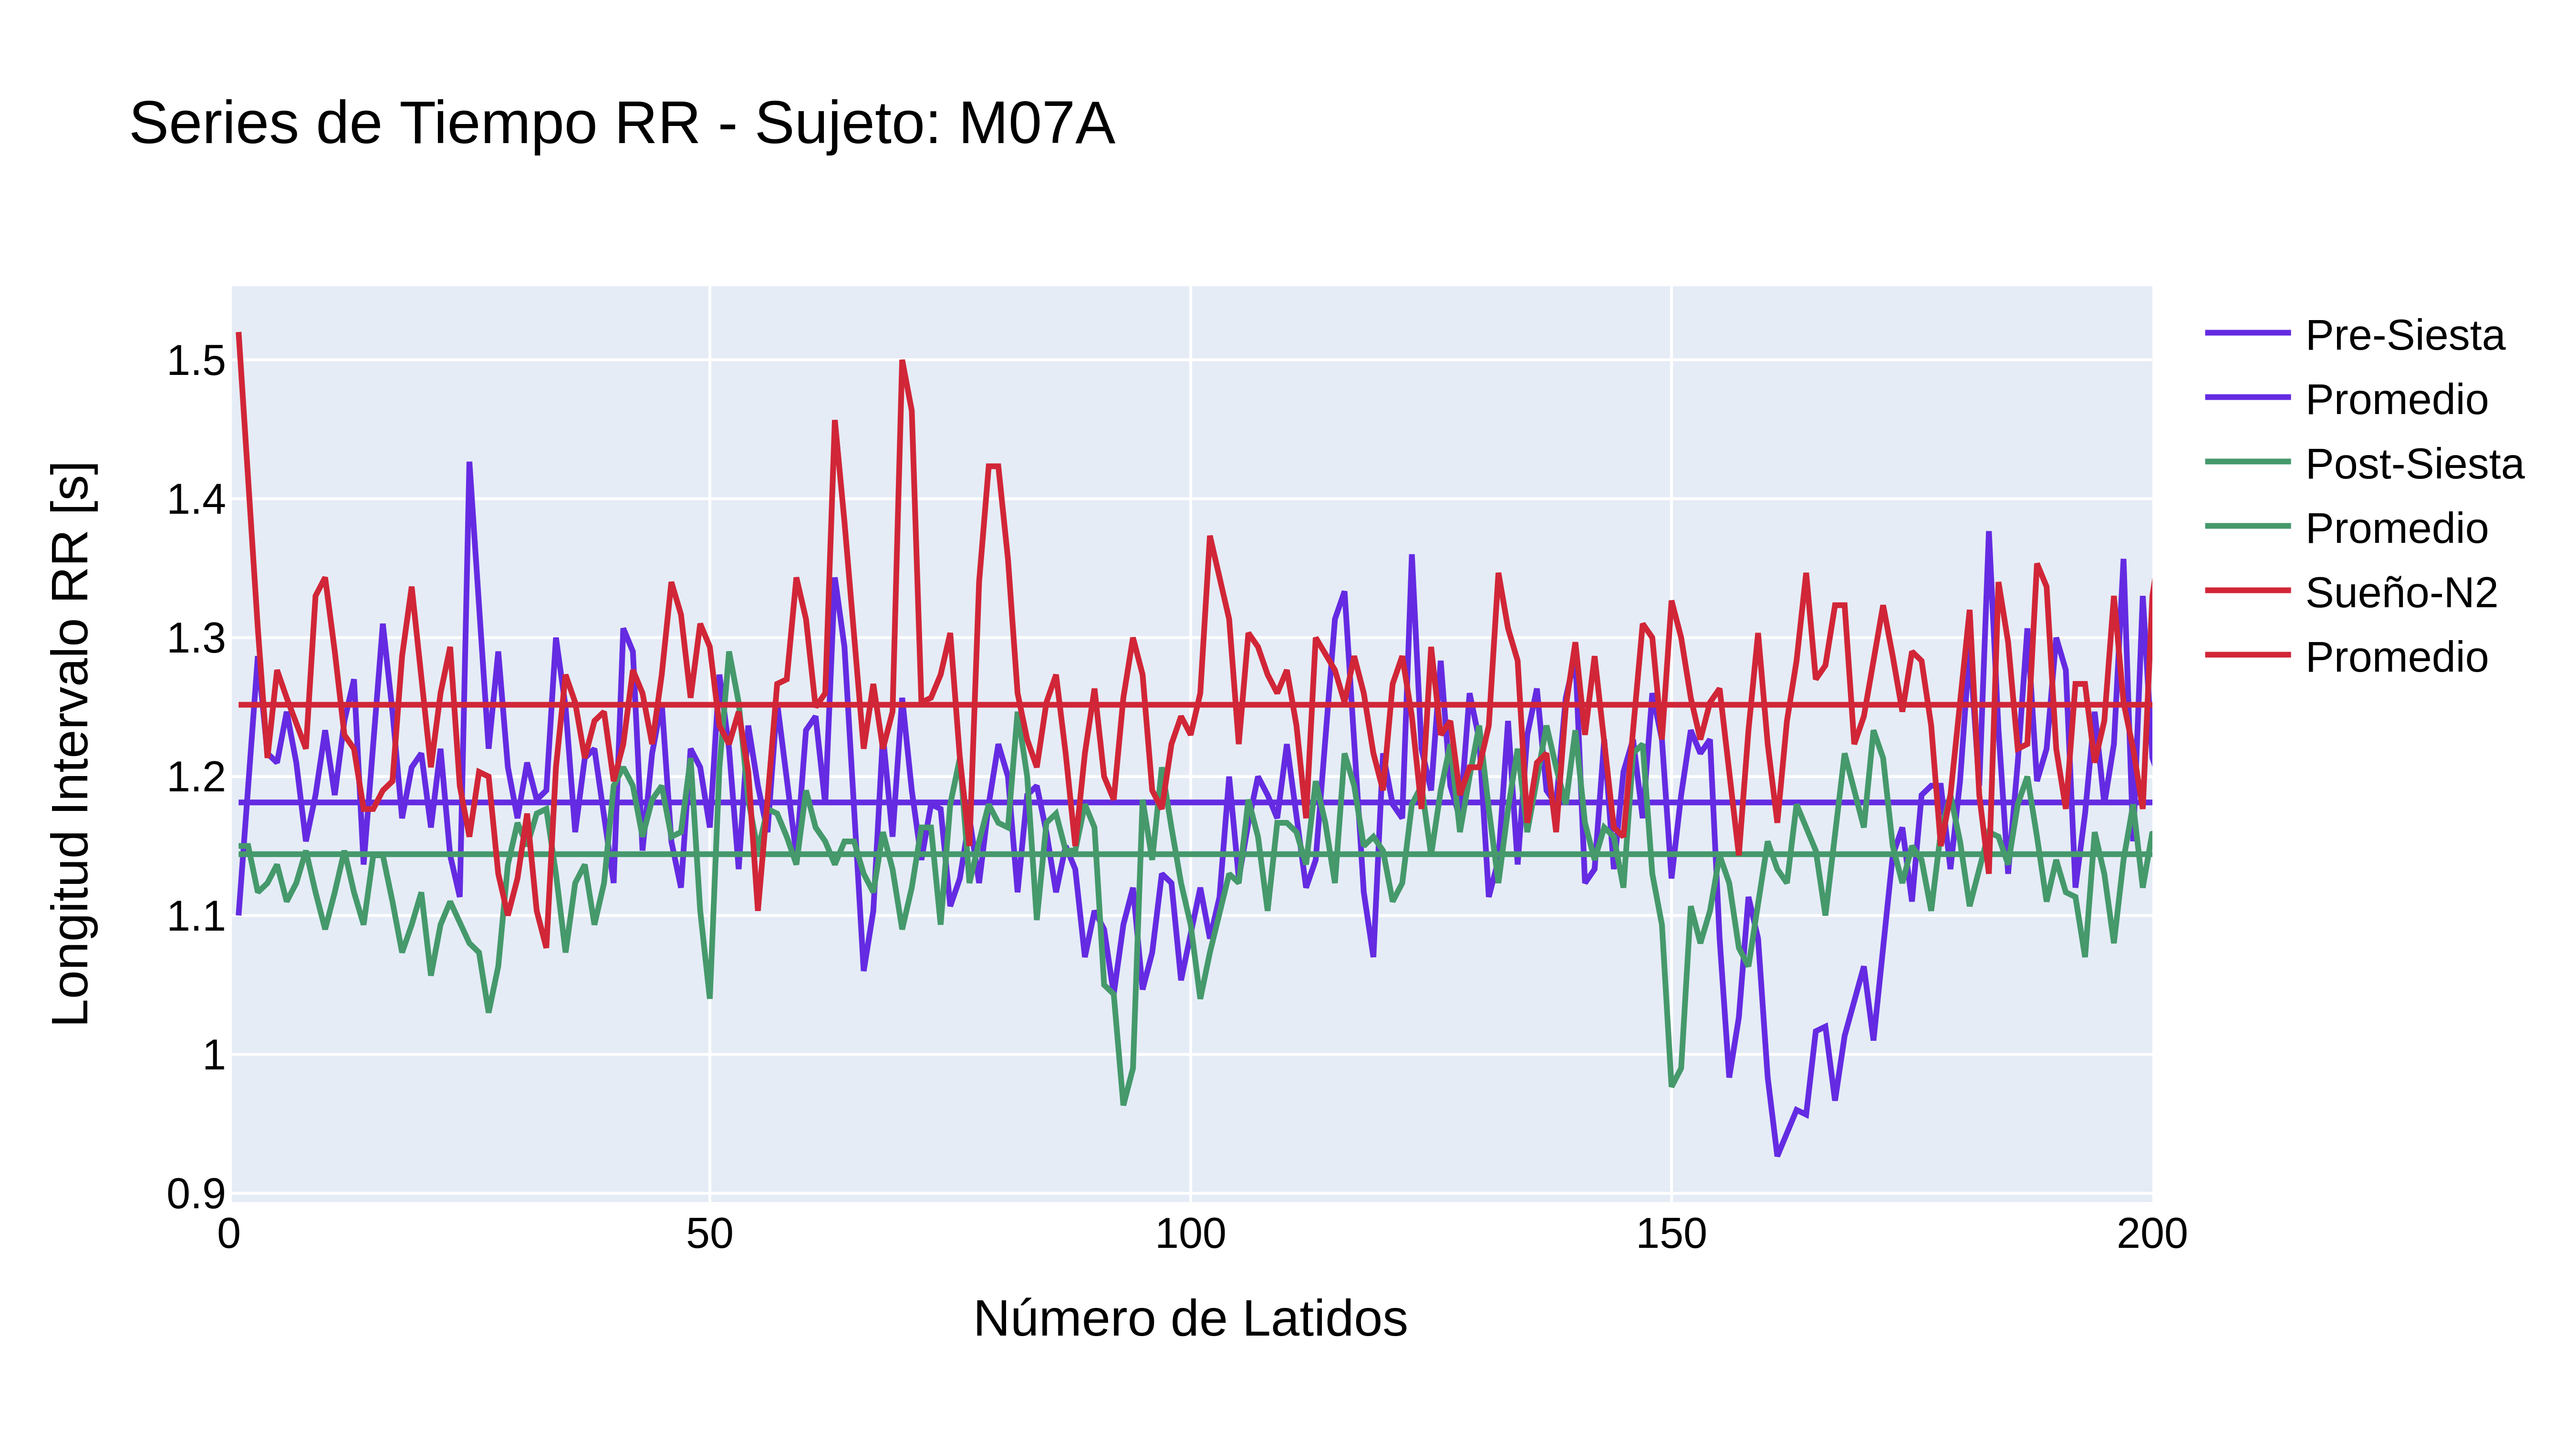 Series de Tiempo RR - Sujeto: M07A
Longitud Intervalo RR [s]
1.5
1.4
1.3
1.2
1.1
1
0.9
0
50
100
150
200
Número de Latidos
Pre-Siesta
Promedio
Post-Siesta
Promedio
Sueño-N2
Promedio